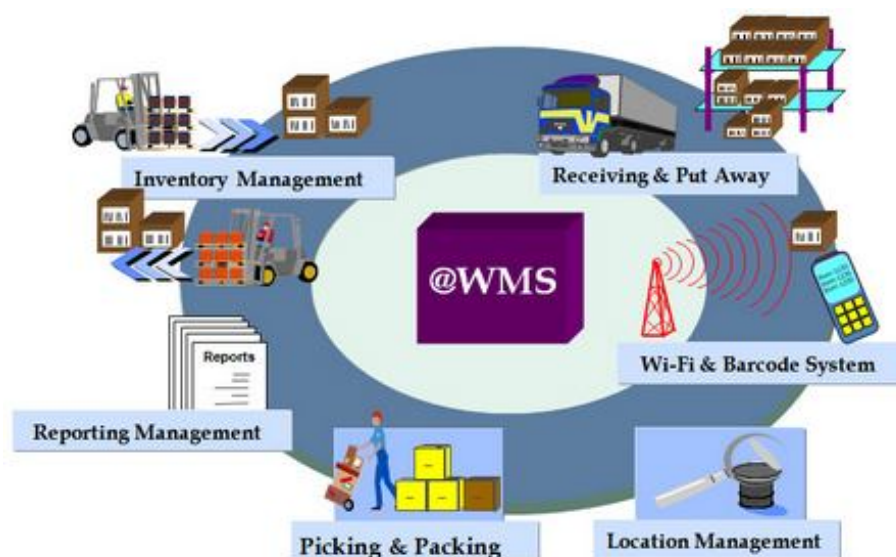 Inventory Management
Receiving & Put Away
@WMS
Reports
Wi-Fi & Barcode System
Reporting Management
Picking & Packing
Location Management